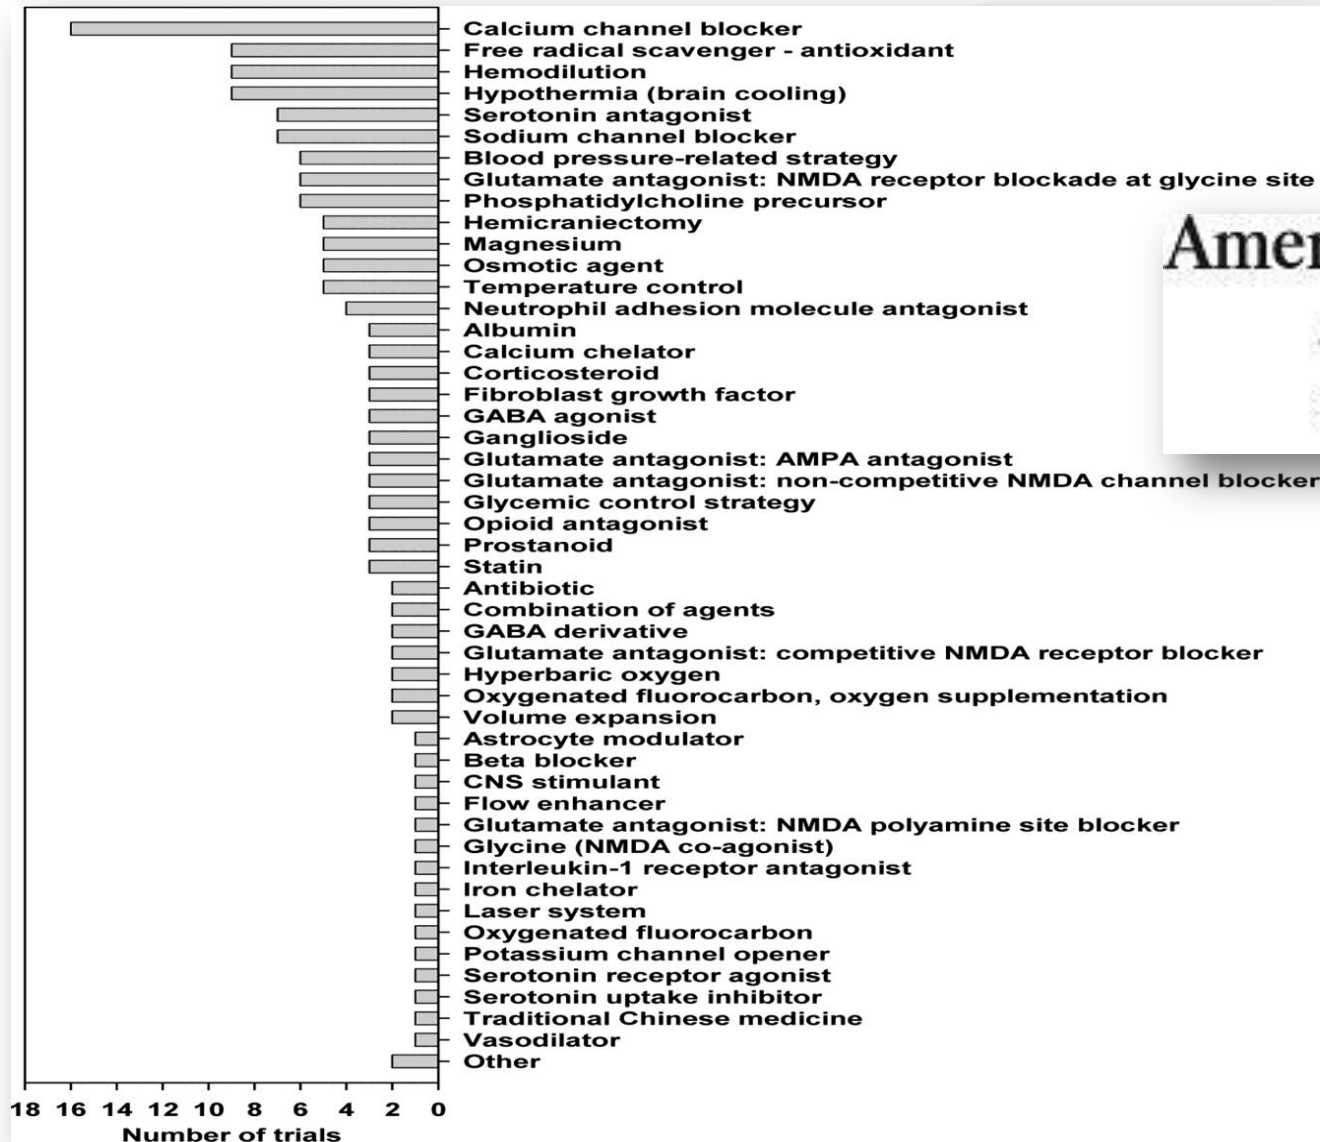 Calcium channel blocker
Free radical scavenger - antioxidant
Hemodilution
Hypothermia (brain cooling)
Serotonin antagonist
Sodium channel blocker
Blood pressure-related strategy
Glutamate antagonist: NMDA receptor blockade at glycine site
Phosphatidylcholine precursor
Hemicraniectomy
Magnesium
Osmotic agent
Temperature control
Neutrophil adhesion molecule antagonist
Albumin
Calcium chelator
Corticosteroid
Fibroblast growth factor
GABA agonist
Ganglioside
Glutamate antagonist: AMPA antagonist
Glutamate antagonist: non-competitive NMDA channel blocker
Glycemic control strategy
Opioid antagonist
Prostanoid
Statin
Antibiotic
Combination of agents
GABA derivative
Glutamate antagonist: competitive NMDA receptor blocker
Hyperbaric oxygen
Oxygenated fluorocarbon, oxygen supplementation
Volume expansion
Astrocyte modulator
Beta blocker
CNS stimulant
Flow enhancer
Glutamate antagonist: NMDA polyamine site blocker
Glycine (NMDA co-agonist)
Interleukin-1 receptor antagonist
Iron chelator
Laser system
Oxygenated fluorocarbon
Potassium channel opener
Serotonin receptor agonist
Serotonin uptake inhibitor
Traditional Chinese medicine
Vasodilator
Other
18 16 14 12 10 8 6 4 2 0
Number of trials